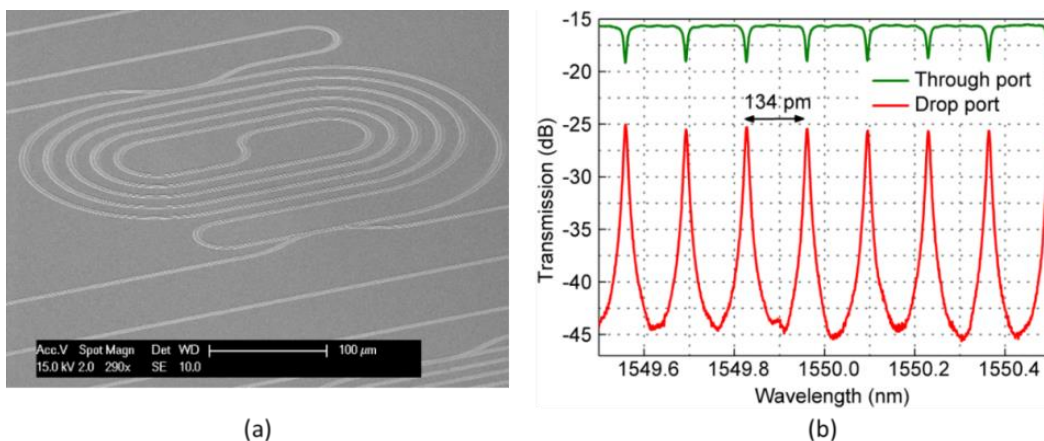 Acc.V Spot Magn Det WD 100 μm
15.0 kV 2.0 290x SE 10.0
(a)
-15
-20
-25
-30
-35
-40
-45
Transmission (dB)
Through port
Drop port
134 pm
1549.6 1549.8 1550.0 1550.2 1550.4
Wavelength (nm)
(b)